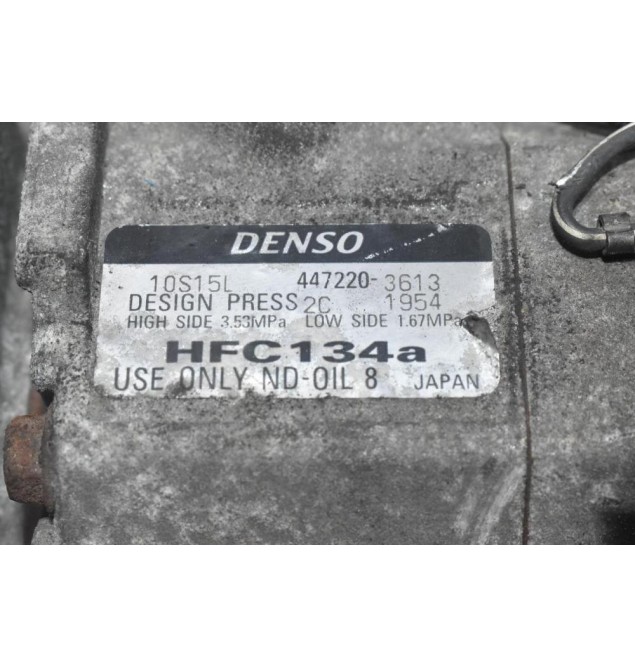 DENSO
10S15L 447220-3613
DESIGN PRESS 2C 1954
HIGH SIDE 3.53MPa LOW SIDE 1.67MPa
HFC134a
USE ONLY ND-OIL 8 JAPAN